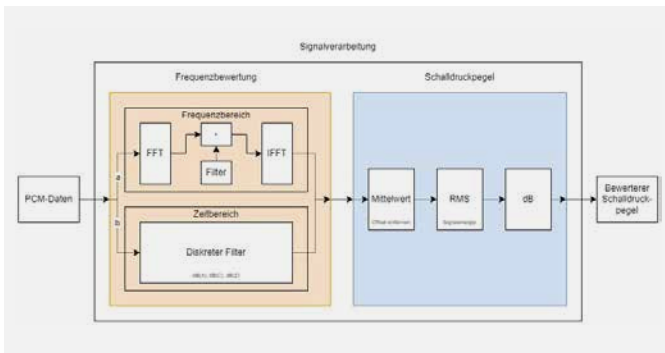 Signalverarbeitung
Frequenzbewertung
Schalldruckpegel
Frequenzbereich
FFT
IFFT
Filter
a
PCM-Daten
b
Zeitbereich
Diskreter Filter
Mittelwert
RMS
dB
Bewerterer
Schalldruck-
pegel